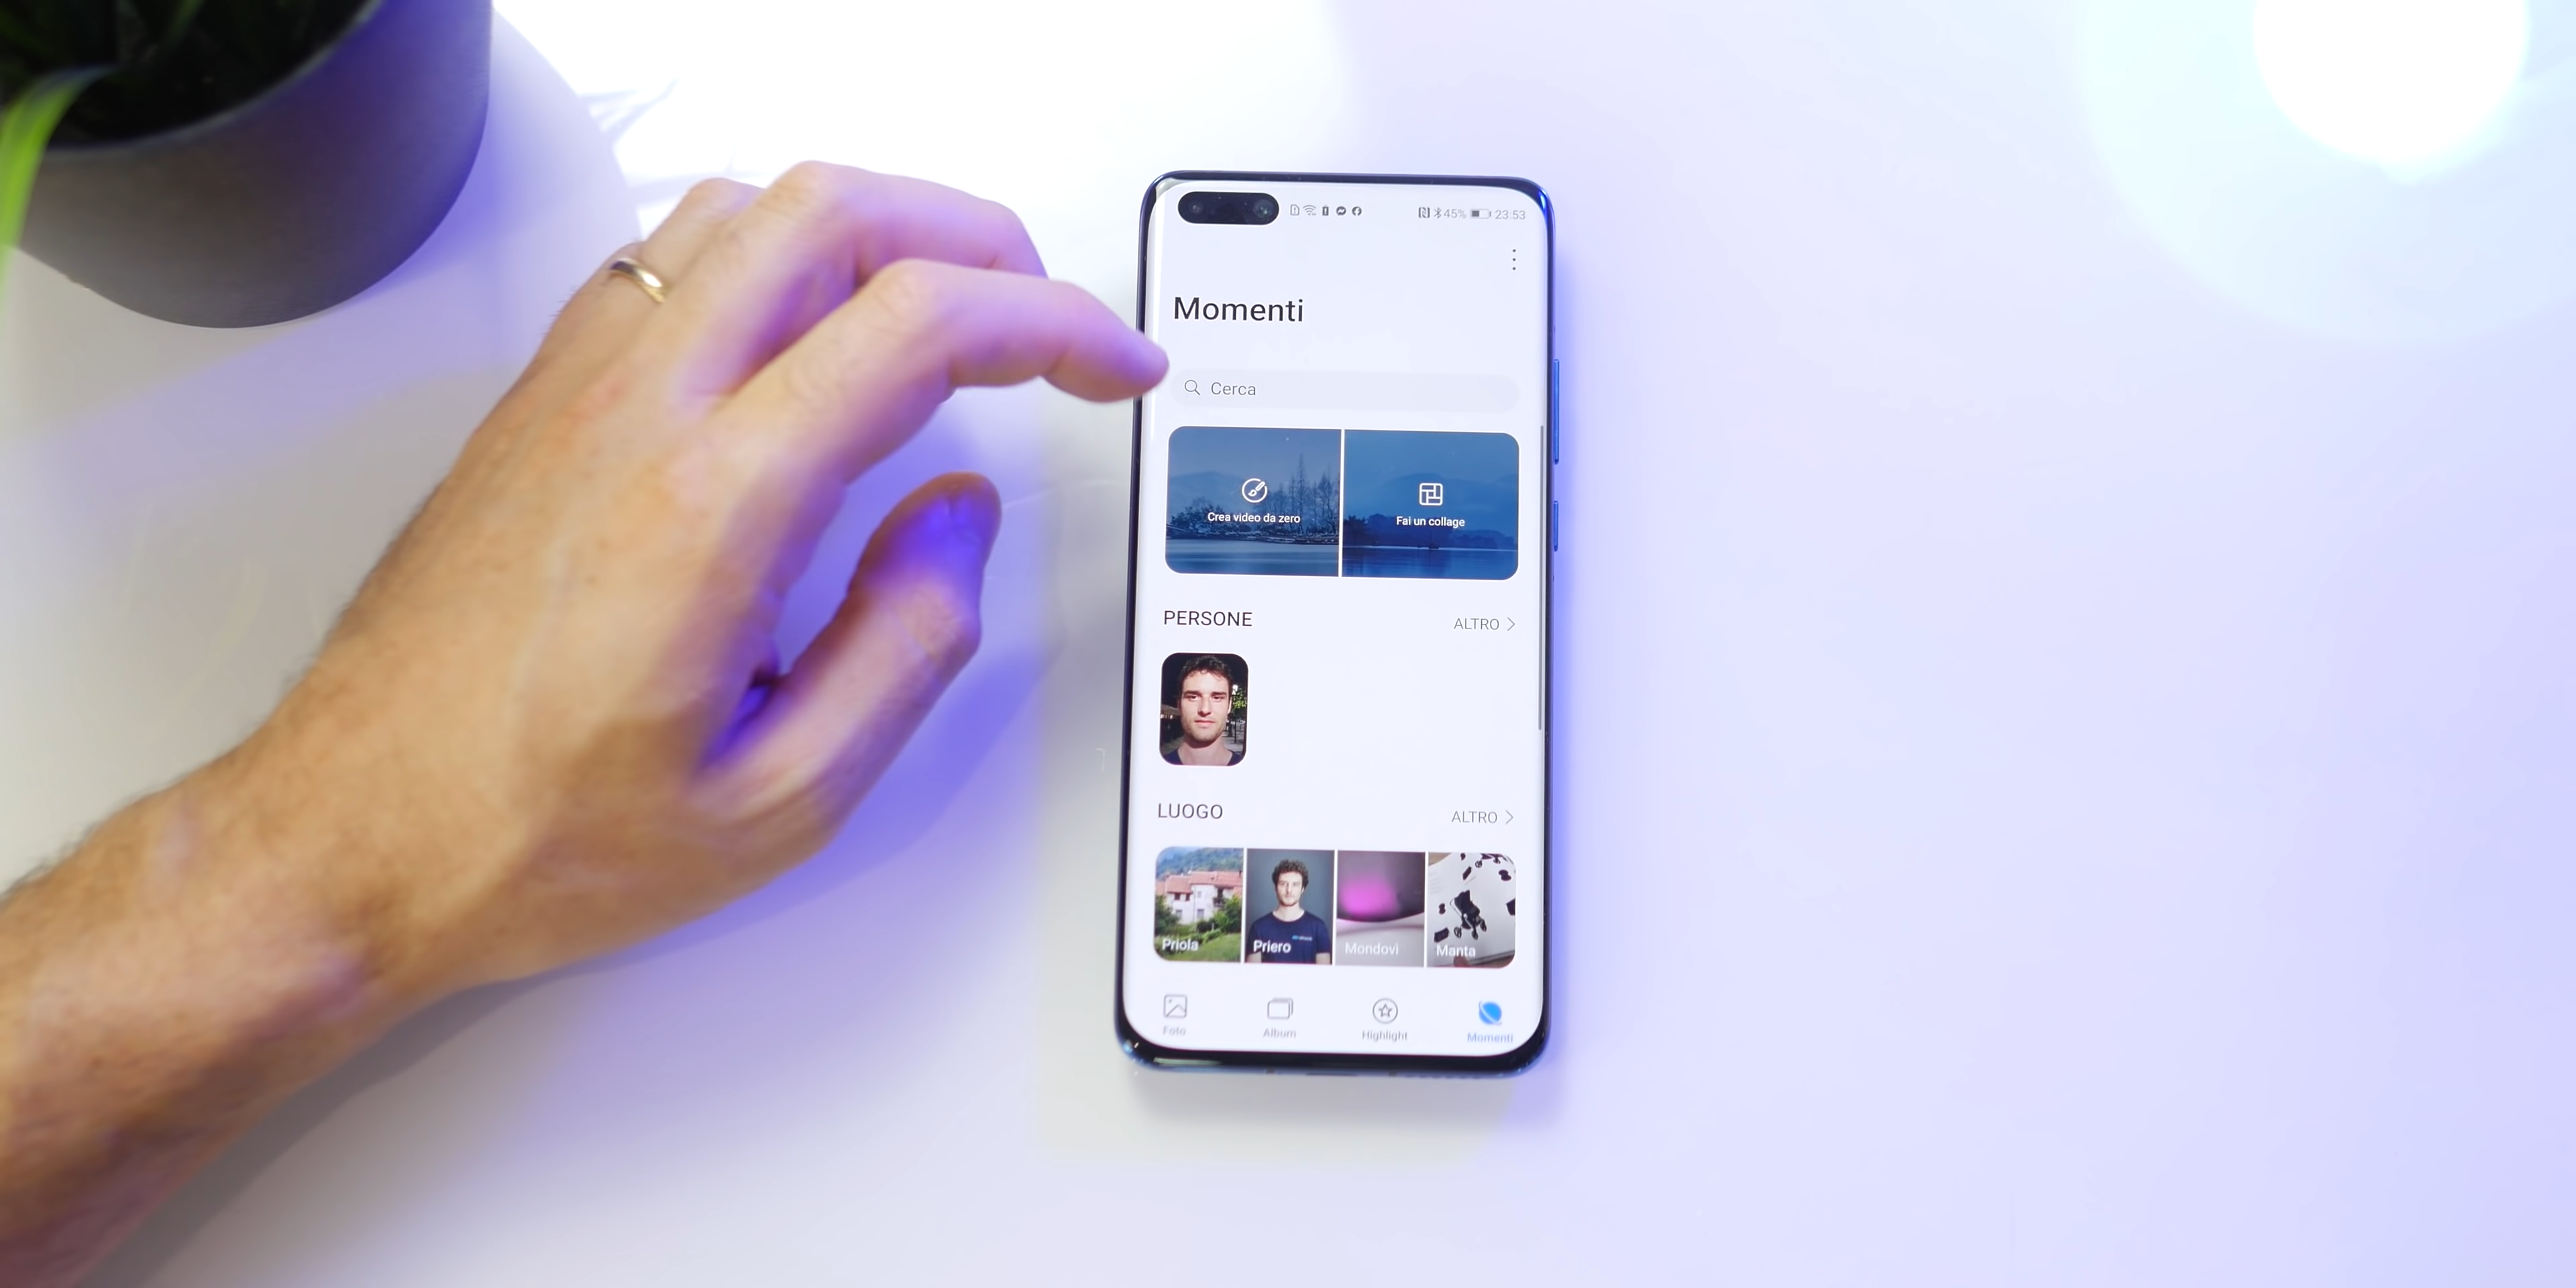 45% 23:53
Momenti
Cerca
Crea video da zero
Fai un collage
PERSONE
ALTRO
LUOGO
ALTRO
Priola
Priero
Mondovì
Manta
Foto
Album
Highlight
Momenti